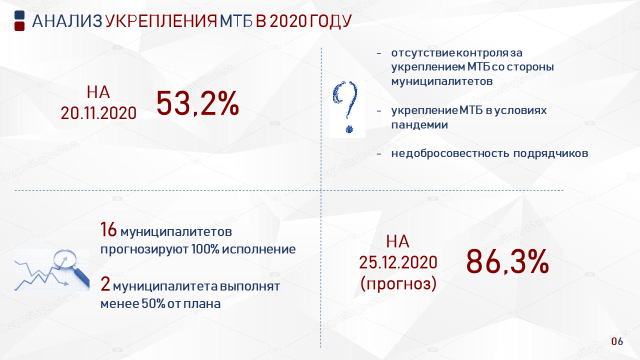 АНАЛИЗ УКРЕПЛЕНИЯ МТБ В 2020 ГОДУ
НА
20.11.2020
53,2%
- отсутствие контроля за
укреплением МТБ со стороны
муниципалитетов
- укрепление МТБ в условиях
пандемии
- недобросовестность подрядчиков
?
16 муниципалитетов
прогнозируют 100% исполнение
2 муниципалитета выполнят
менее 50% от плана
НА
25.12.2020
(прогноз)
86,3%
06